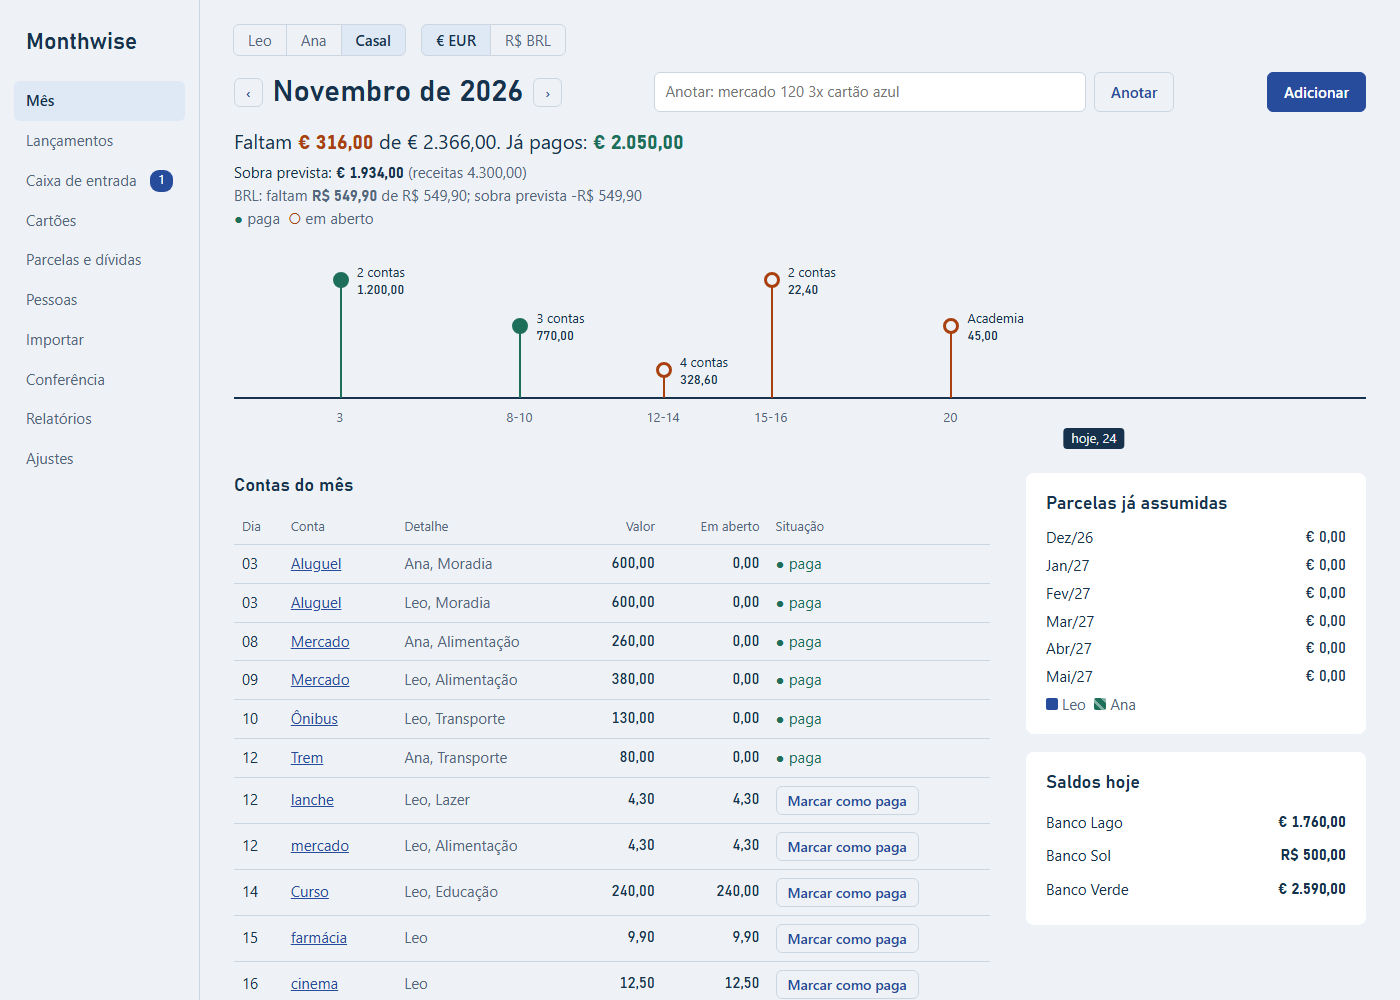 Monthwise
Mês
Lançamentos
Caixa de entrada 1
Cartões
Parcelas e dívidas
Pessoas
Importar
Conferência
Relatórios
Ajustes
Leo Ana Casal € EUR R$ BRL
‹ Novembro de 2026 ›
Anotar: mercado 120 3x cartão azul
Anotar
Adicionar
Faltam € 316,00 de € 2.366,00. Já pagos: € 2.050,00
Sobra prevista: € 1.934,00 (receitas 4.300,00)
BRL: faltam R$ 549,90 de R$ 549,90; sobra prevista -R$ 549,90
● paga ○ em aberto
2 contas
1.200,00
3 contas
770,00
4 contas
328,60
2 contas
22,40
Academia
45,00
3 8-10 12-14 15-16 20
hoje, 24
Contas do mês
Dia Conta Detalhe Valor Em aberto Situação
03 Aluguel Ana, Moradia 600,00 0,00 ● paga
03 Aluguel Leo, Moradia 600,00 0,00 ● paga
08 Mercado Ana, Alimentação 260,00 0,00 ● paga
09 Mercado Leo, Alimentação 380,00 0,00 ● paga
10 Ônibus Leo, Transporte 130,00 0,00 ● paga
12 Trem Ana, Transporte 80,00 0,00 ● paga
12 lanche Leo, Lazer 4,30 4,30 Marcar como paga
12 mercado Leo, Alimentação 4,30 4,30 Marcar como paga
14 Curso Leo, Educação 240,00 240,00 Marcar como paga
15 farmácia Leo 9,90 9,90 Marcar como paga
16 cinema Leo 12,50 12,50 Marcar como paga
Parcelas já assumidas
Dez/26 € 0,00
Jan/27 € 0,00
Fev/27 € 0,00
Mar/27 € 0,00
Abr/27 € 0,00
Mai/27 € 0,00
Leo Ana
Saldos hoje
Banco Lago € 1.760,00
Banco Sol R$ 500,00
Banco Verde € 2.590,00